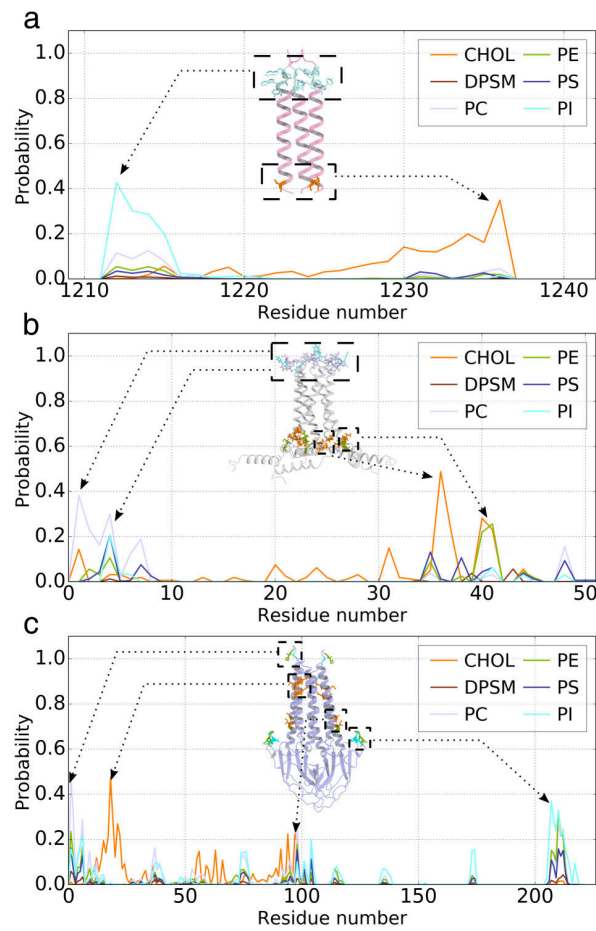 a
1.0
0.8
0.6
0.4
0.2
0.0
Probability
CHOL
DPSM
PC
PE
PS
PI
1210
1220
1230
1240
Residue number
b
1.0
0.8
0.6
0.4
0.2
0.0
Probability
CHOL
DPSM
PC
PE
PS
PI
0
10
20
30
40
50
Residue number
c
1.0
0.8
0.6
0.4
0.2
0.0
Probability
CHOL
DPSM
PC
PE
PS
PI
0
50
100
150
200
Residue number